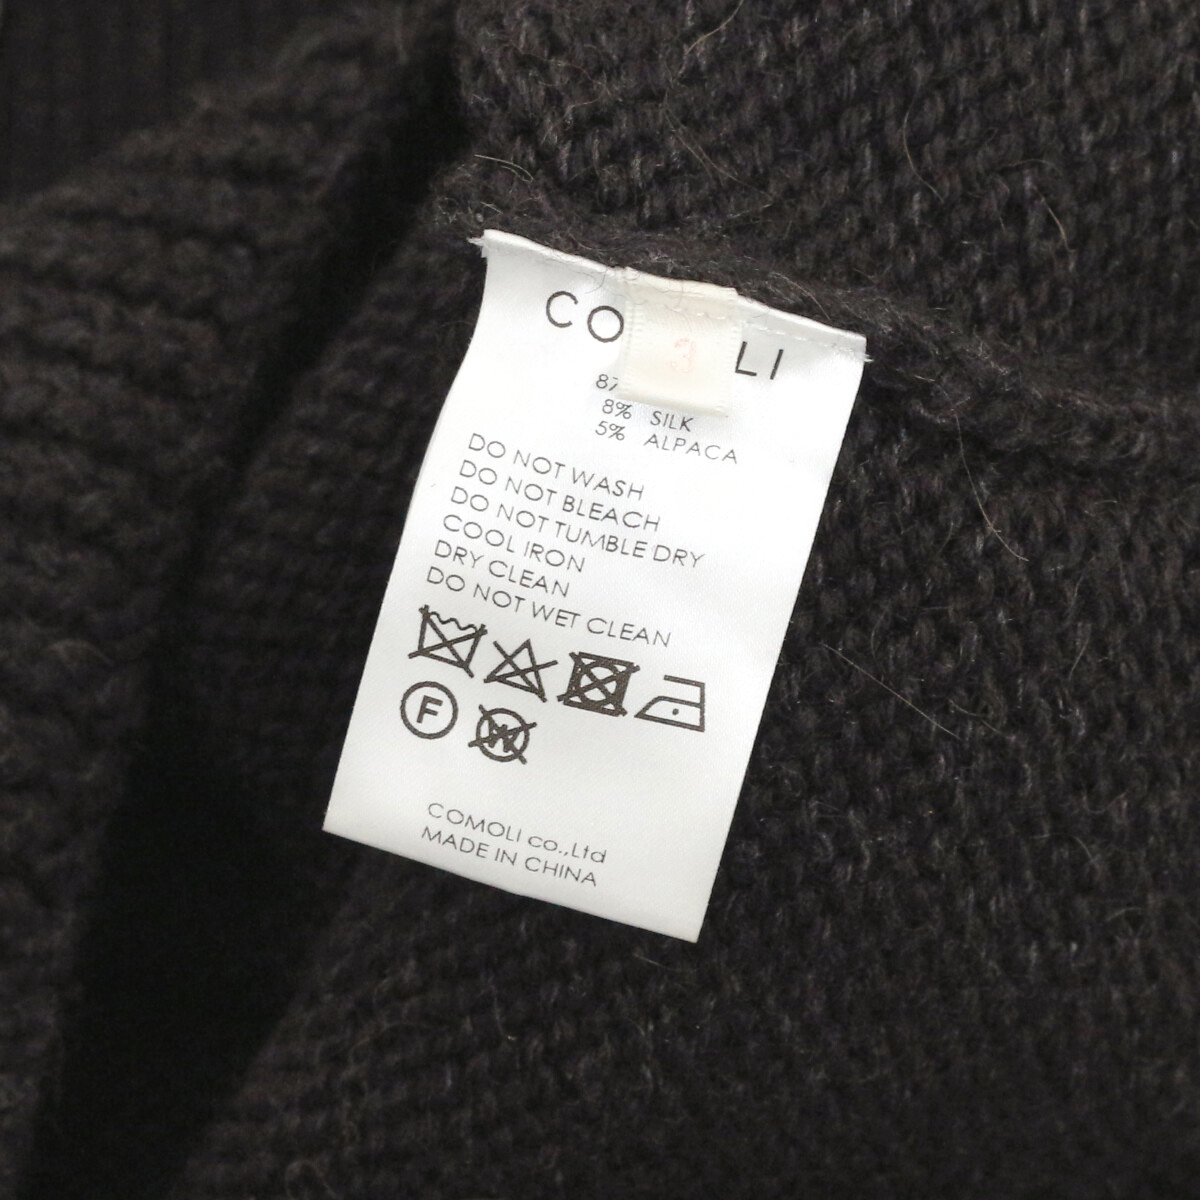 CO LI
3
87
8% SILK
5% ALPACA
DO NOT WASH
DO NOT BLEACH
DO NOT TUMBLE DRY
COOL IRON
DRY CLEAN
DO NOT WET CLEAN
F W
COMOLI co.,Ltd
MADE IN CHINA